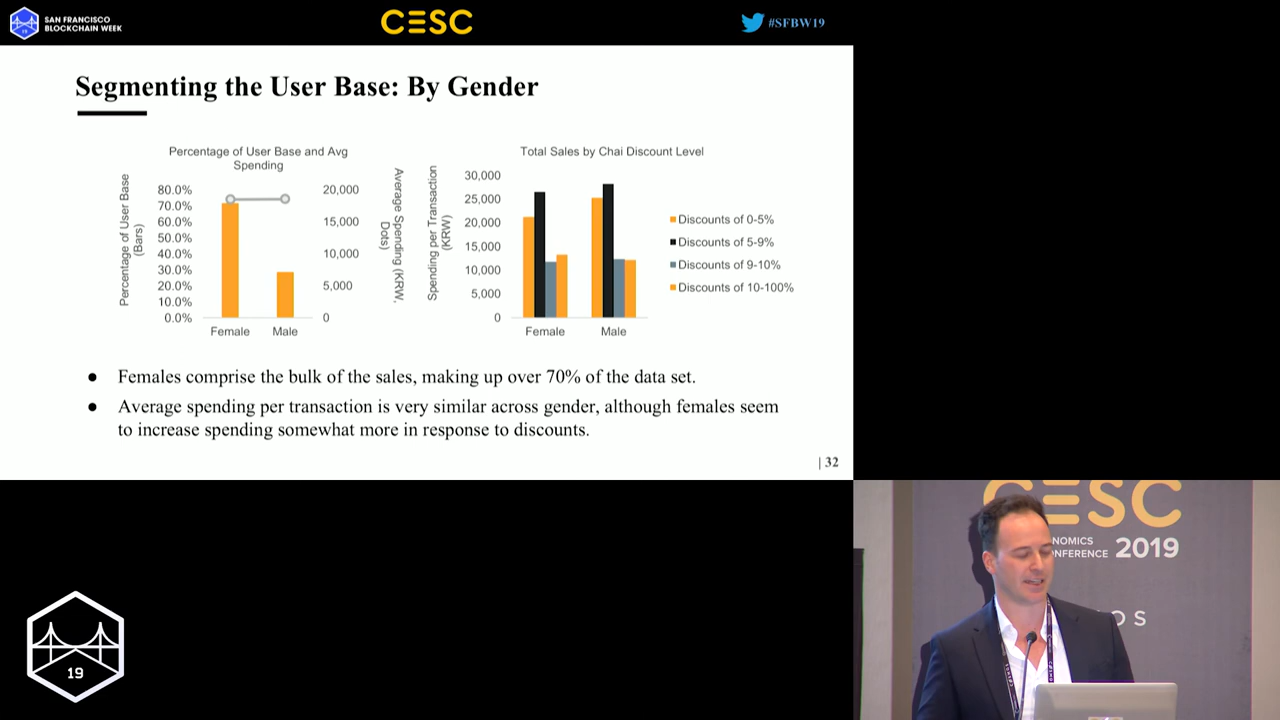 SAN FRANCISCO
BLOCKCHAIN WEEK
19
CESC
#SFBW19
Segmenting the User Base: By Gender
Percentage of User Base and Avg
Spending
Percentage of User Base
(Bars)
80.0%
70.0%
60.0%
50.0%
40.0%
30.0%
20.0%
10.0%
0.0%
20,000
15,000
10,000
5,000
0
Average Spending (KRW,
Dots)
Female Male
Total Sales by Chai Discount Level
Spending per Transaction
(KRW)
30,000
25,000
20,000
15,000
10,000
5,000
0
Female Male
Discounts of 0-5%
Discounts of 5-9%
Discounts of 9-10%
Discounts of 10-100%
● Females comprise the bulk of the sales, making up over 70% of the data set.
● Average spending per transaction is very similar across gender, although females seem
to increase spending somewhat more in response to discounts.
| 32
19
CESC
NOMICS
NFERENCE 2019
OS